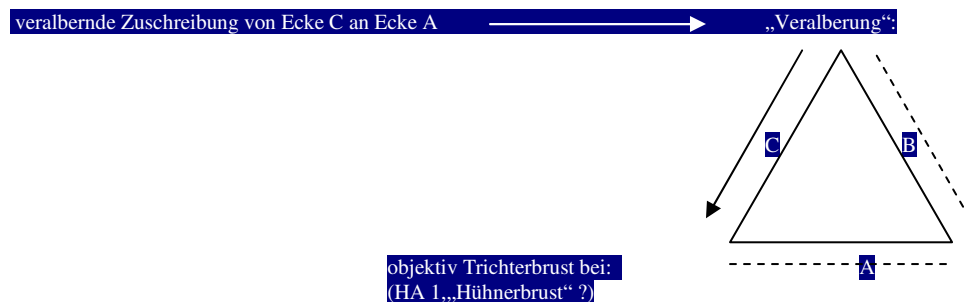 veralbernde Zuschreibung von Ecke C an Ecke A „Veralberung“:
C
B
A
objektiv Trichterbrust bei:
(HA 1„„Hühnerbrust“ ?)